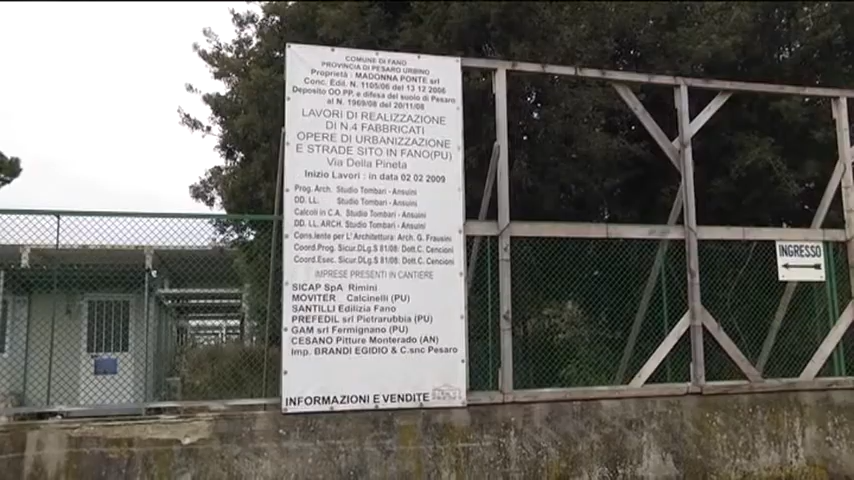 COMUNE DI FANO
PROVINCIA DI PESARO URBINO
Proprietà MADONNA PONTE srl
Conc. Edil. N. 1105/06 del 13 12 2006
Deposito OO.PP. e difesa del suolo di Pesaro
al N. 1969/08 del 20/11/08
LAVORI DI REALIZZAZIONE
DI N.4 FABBRICATI
OPERE DI URBANIZZAZIONE
E STRADE SITO IN FANO(PU)
Via Della Pineta
Inizio Lavori : in data 02 02 2009
Prog. Arch. Studio Tombari - Ansuini
DD. LL. Studio Tombari - Ansuini
Calcoli in C.A. Studio Tombari - Ansuini
DD. LL.ARCH. Studio Tombari - Ansuini
Cons.lente per L'Architettura Arch. G. Frausini
Coord.Prog. Sicur.DLg.S 81/08 Dott.C. Cencioni
Coord.Esec. Sicur.DLg.S 81/08 Dott.C. Cencioni
IMPRESE PRESENTI IN CANTIERE
SICAP SpA Rimini
MOVITER Calcinelli (PU)
SANTILLI Edilizia Fano (PU)
PREFEDIL srl Pietrarubbia (PU)
GAM srl Fermignano (PU)
CESANO Pitture Monterado (AN)
Imp. BRANDI EGIDIO & C.snc Pesaro
INFORMAZIONI E VENDITE
INGRESSO